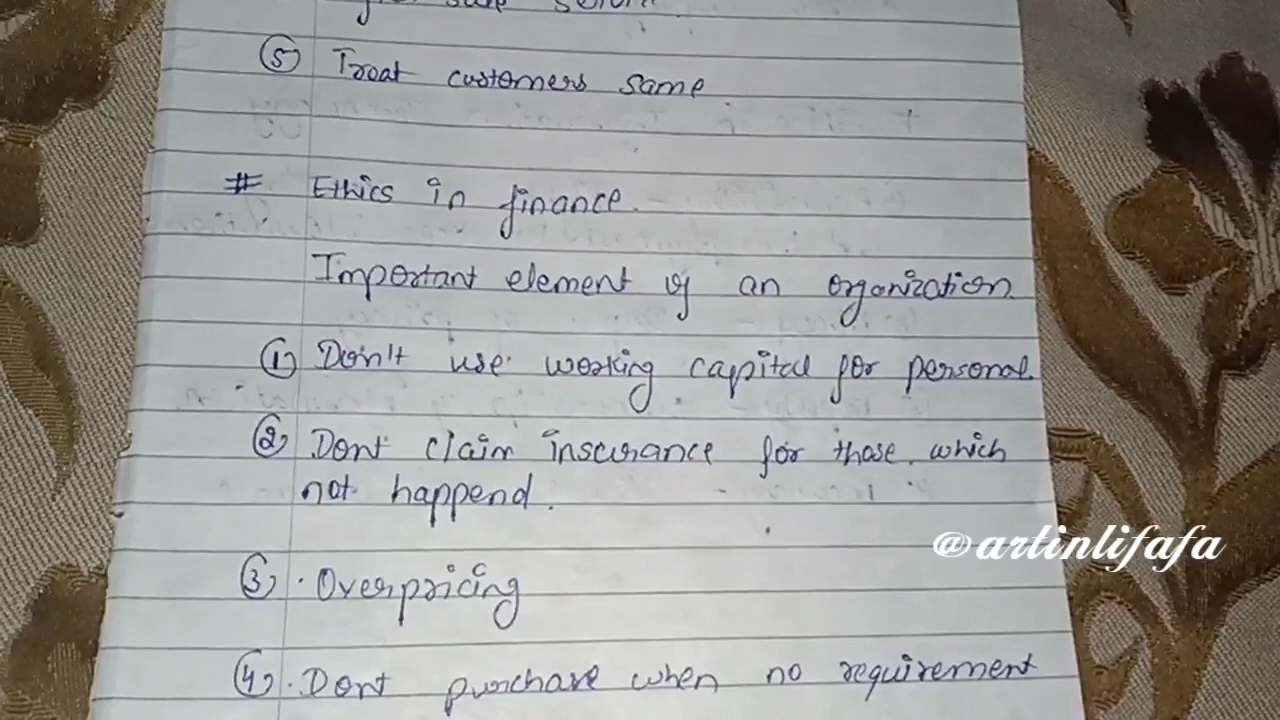 ⑤ Treat customers same
# Ethics in finance.
Important element of an organization.
① Don't use working capital for personal.
② Dont claim insurance for those which
not happend.
③ Overpricing
④ Dont purchase when no requirement
@artinlifafa